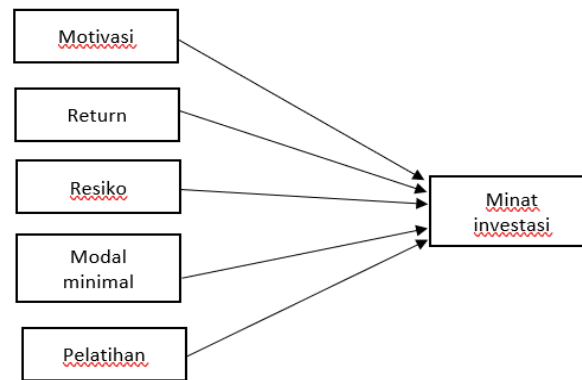 Motivasi
Return
Resiko
Modal
minimal
Pelatihan
Minat
investasi